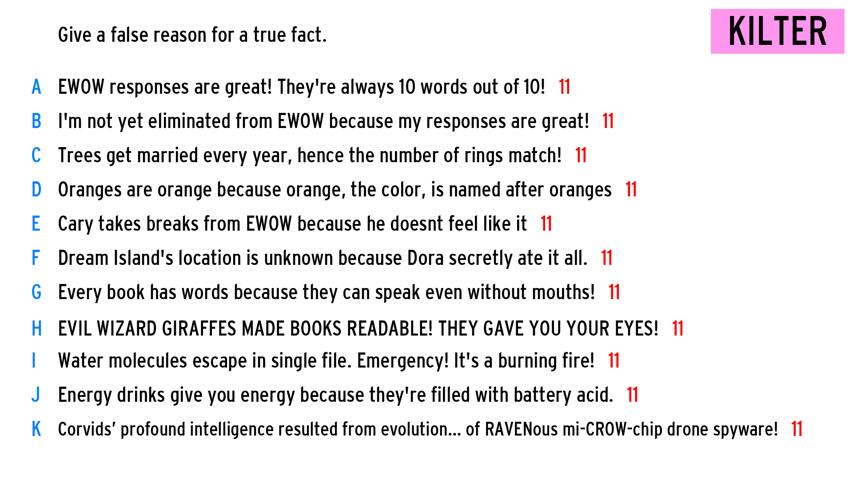 Give a false reason for a true fact.
KILTER
A EWOW responses are great! They're always 10 words out of 10! 11
B I'm not yet eliminated from EWOW because my responses are great! 11
C Trees get married every year, hence the number of rings match! 11
D Oranges are orange because orange, the color, is named after oranges 11
E Cary takes breaks from EWOW because he doesnt feel like it 11
F Dream Island's location is unknown because Dora secretly ate it all. 11
G Every book has words because they can speak even without mouths! 11
H EVIL WIZARD GIRAFFES MADE BOOKS READABLE! THEY GAVE YOU YOUR EYES! 11
I Water molecules escape in single file. Emergency! It's a burning fire! 11
J Energy drinks give you energy because they're filled with battery acid. 11
K Corvids’ profound intelligence resulted from evolution... of RAVENous mi-CROW-chip drone spyware! 11